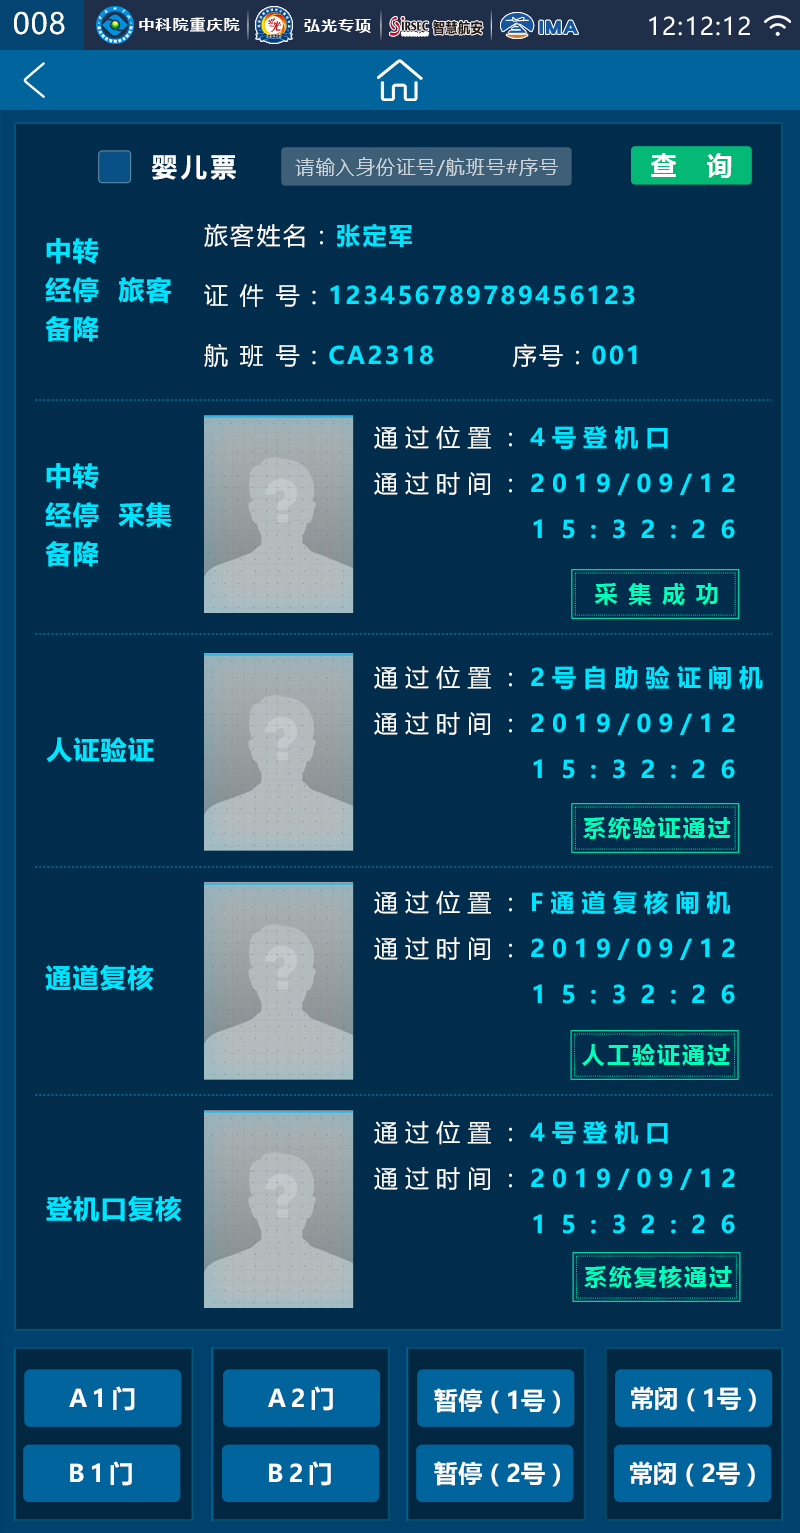 008 中科院重庆院 弘光专项 SiRSEC 智慧航安 IMA 12:12:12
婴儿票 请输入身份证号/航班号#序号 查 询
中转
经停 旅客
备降
旅客姓名：张定军
证 件 号：123456789789456123
航 班 号：CA2318 序号：001
中转
经停 采集
备降
?
通过位置：4号登机口
通过时间：2019/09/12
15:32:26
采集成功
人证验证
?
通过位置：2号自助验证闸机
通过时间：2019/09/12
15:32:26
系统验证通过
通道复核
?
通过位置：F通道复核闸机
通过时间：2019/09/12
15:32:26
人工验证通过
登机口复核
?
通过位置：4号登机口
通过时间：2019/09/12
15:32:26
系统复核通过
A1门 A2门 暂停（1号） 常闭（1号）
B1门 B2门 暂停（2号） 常闭（2号）